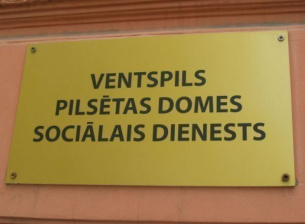 VENTSPILS
PILSĒTAS DOMES
SOCIĀLAIS DIENESTS